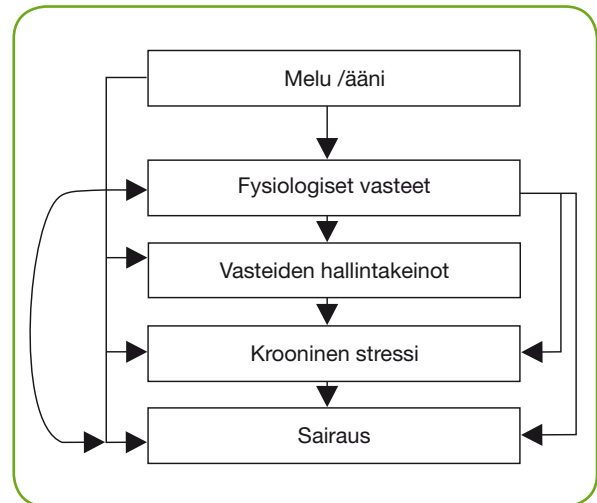 Melu /ääni
Fysiologiset vasteet
Vasteiden hallintakeinot
Krooninen stressi
Sairaus